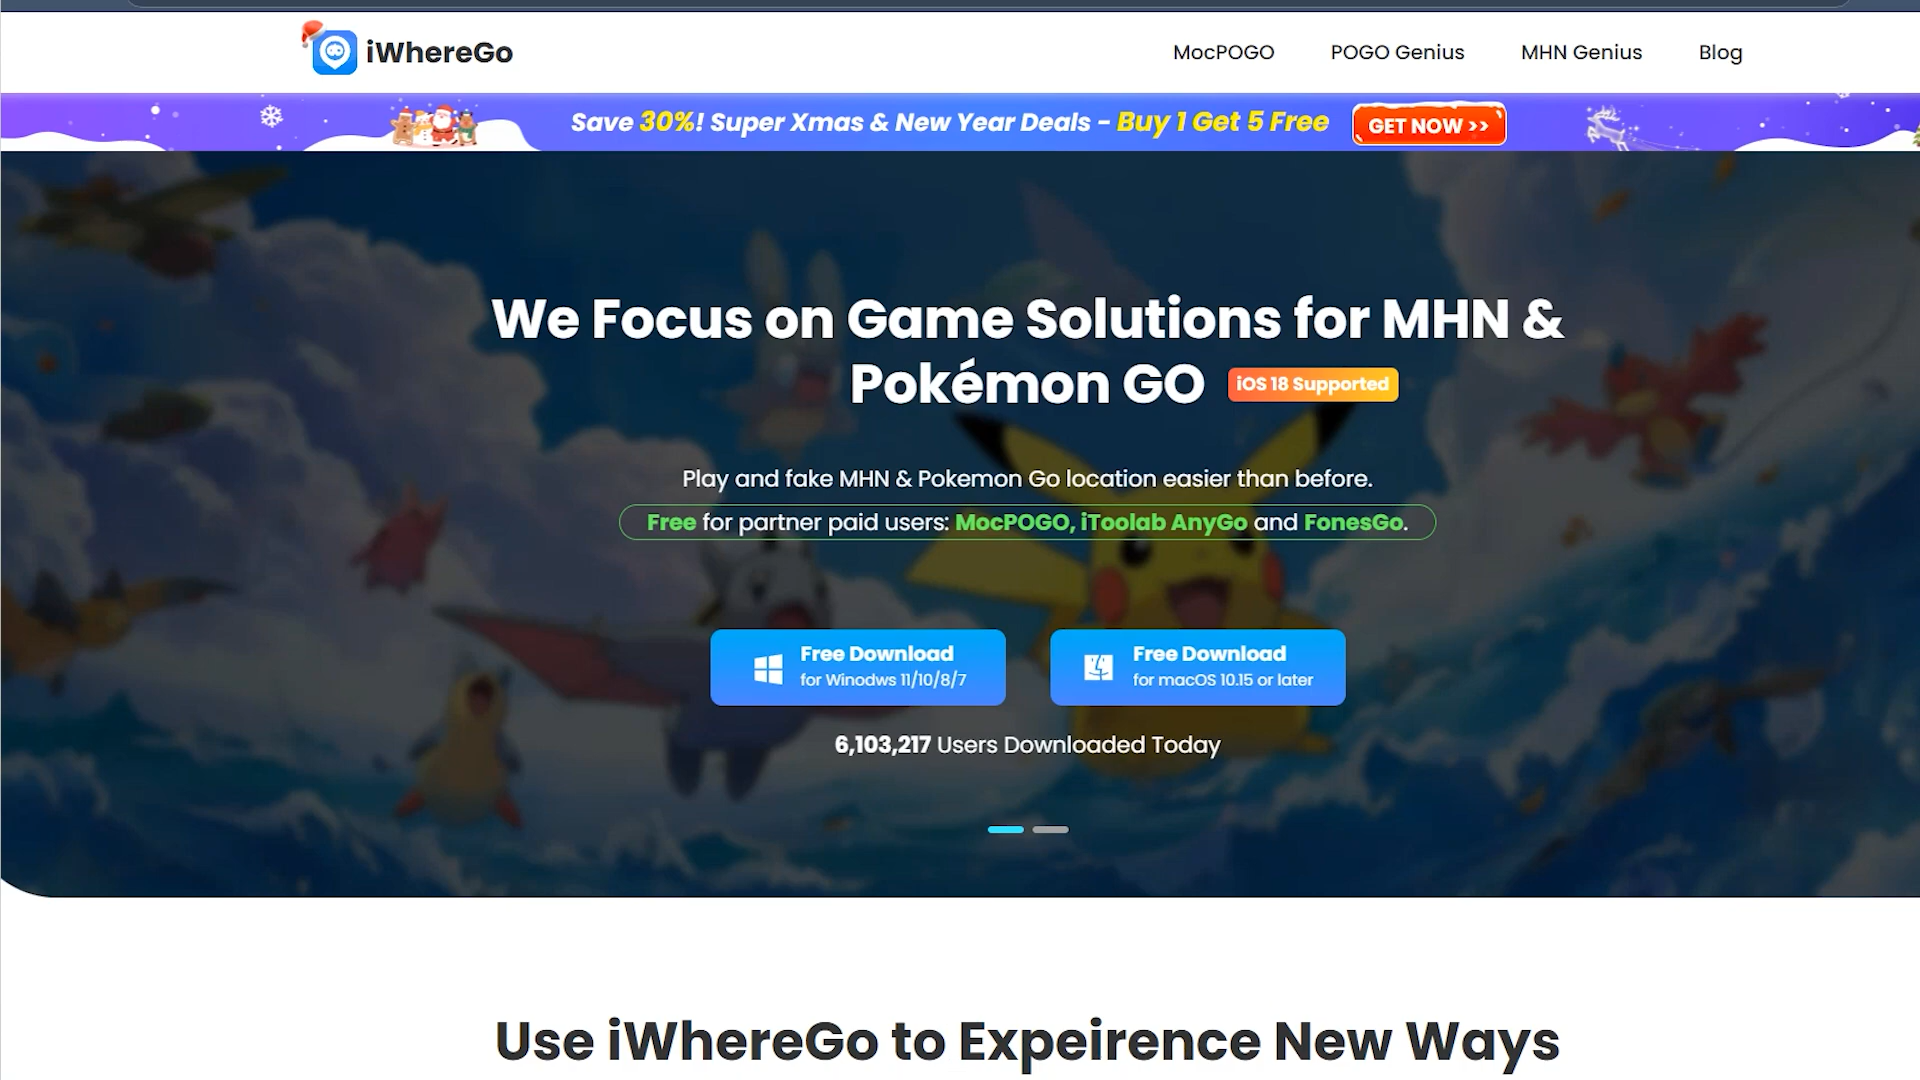 iWhereGo
MocPOGO
POGO Genius
MHN Genius
Blog
Save 30%! Super Xmas & New Year Deals - Buy 1 Get 5 Free
GET NOW >>
We Focus on Game Solutions for MHN &
Pokémon GO
iOS 18 Supported
Play and fake MHN & Pokemon Go location easier than before.
Free for partner paid users: MocPOGO, iToolab AnyGo and FonesGo.
Free Download
for Winodws 11/10/8/7
Free Download
for macOS 10.15 or later
6,103,217 Users Downloaded Today
Use iWhereGo to Expeirence New Ways